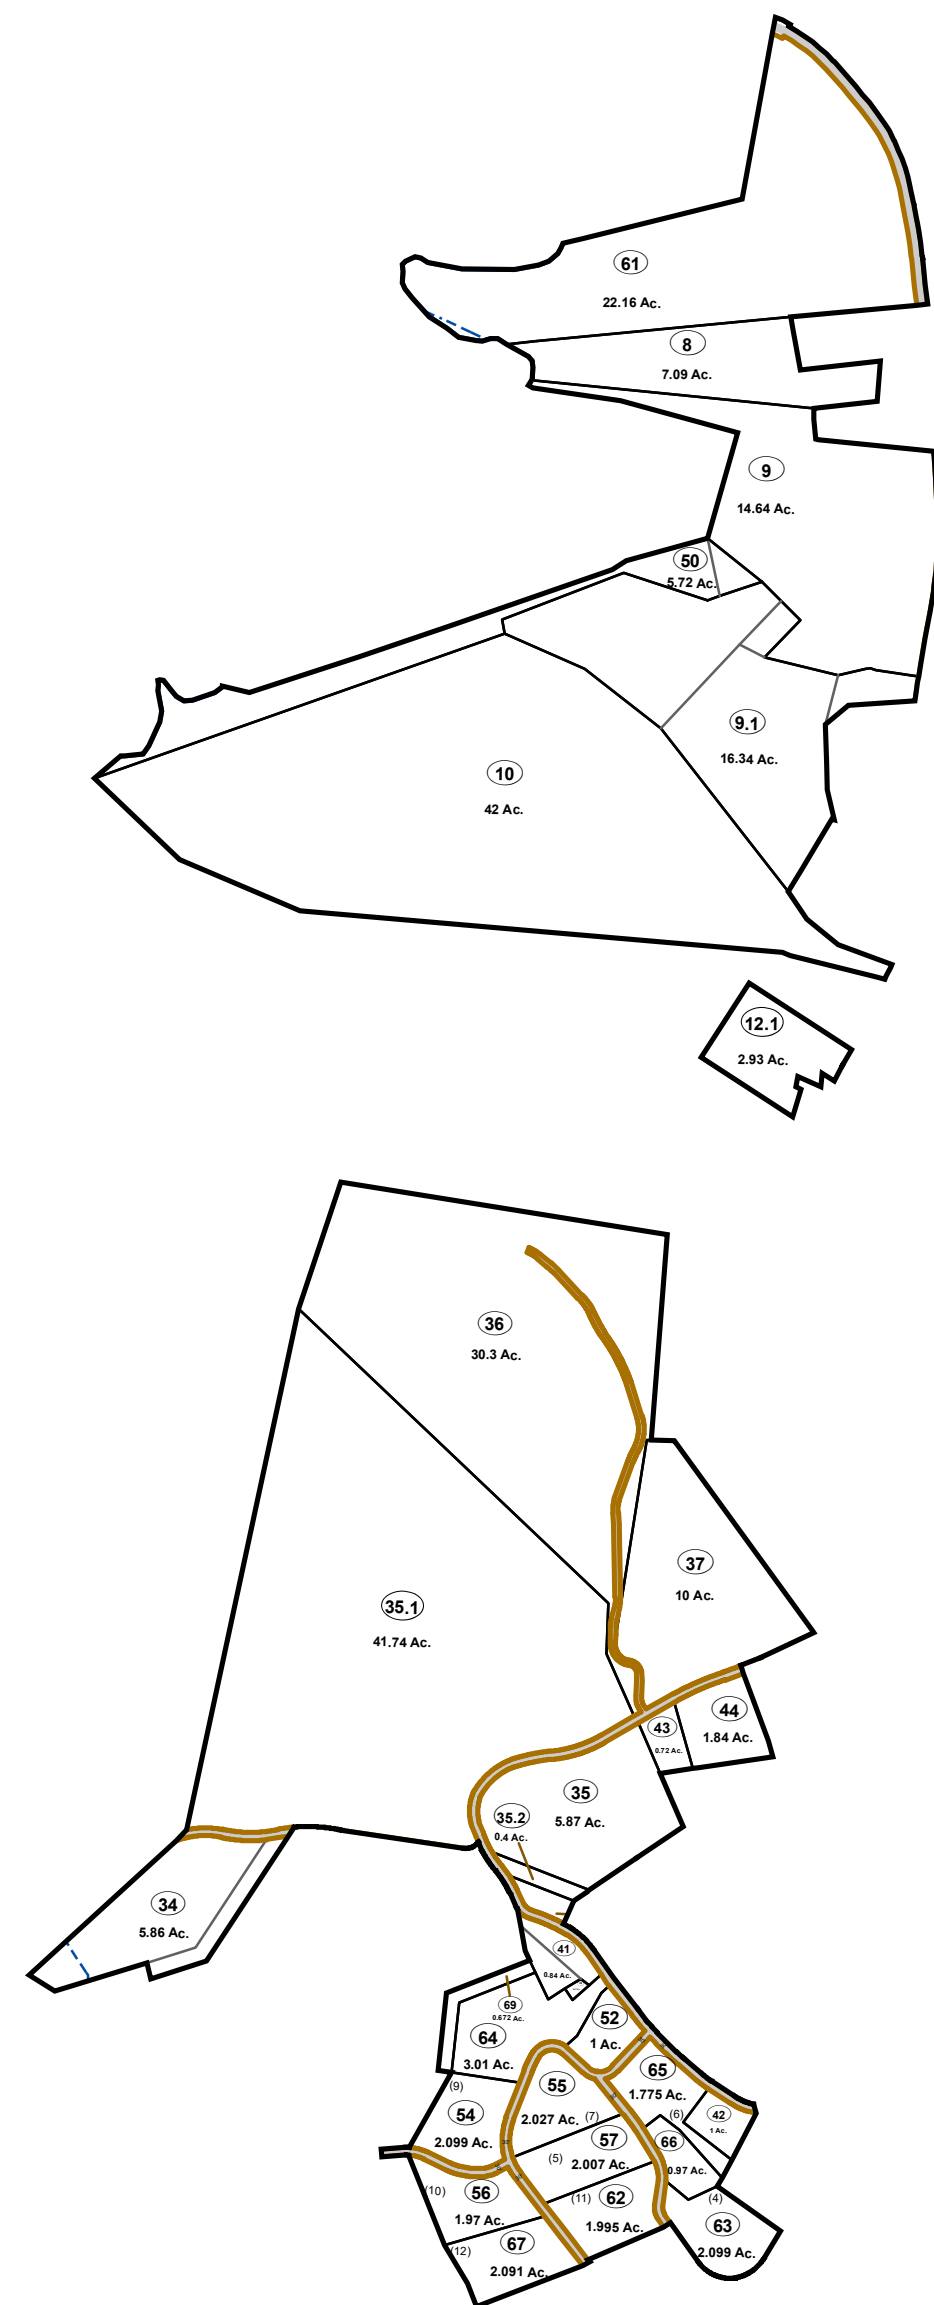 61
22.16 Ac.
8
7.09 Ac.
9
14.64 Ac.
50
5.72 Ac.
9.1
16.34 Ac.
10
42 Ac.
12.1
2.93 Ac.
36
30.3 Ac.
37
10 Ac.
35.1
41.74 Ac.
44
1.84 Ac.
43
0.72 Ac.
35
5.87 Ac.
35.2
0.4 Ac.
34
5.86 Ac.
41
0.84 Ac.
69
0.672 Ac.
52
1 Ac.
64
3.01 Ac.
65
1.775 Ac.
(9)
55
2.027 Ac.
(7)
(6)
42
1 Ac.
54
2.099 Ac.
57
2.007 Ac.
(5)
66
0.97 Ac.
(10)
56
1.97 Ac.
(11)
62
1.995 Ac.
(4)
63
2.099 Ac.
(12)
67
2.091 Ac.